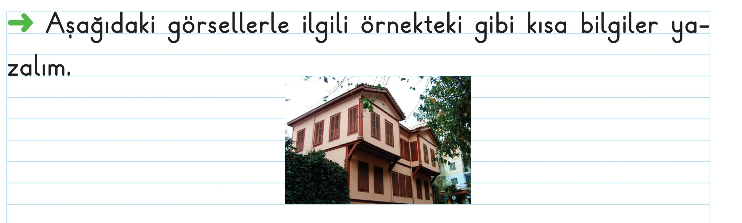 Aşağıdaki görsellerle ilgili örnekteki gibi kısa bilgiler ya-
zalım.